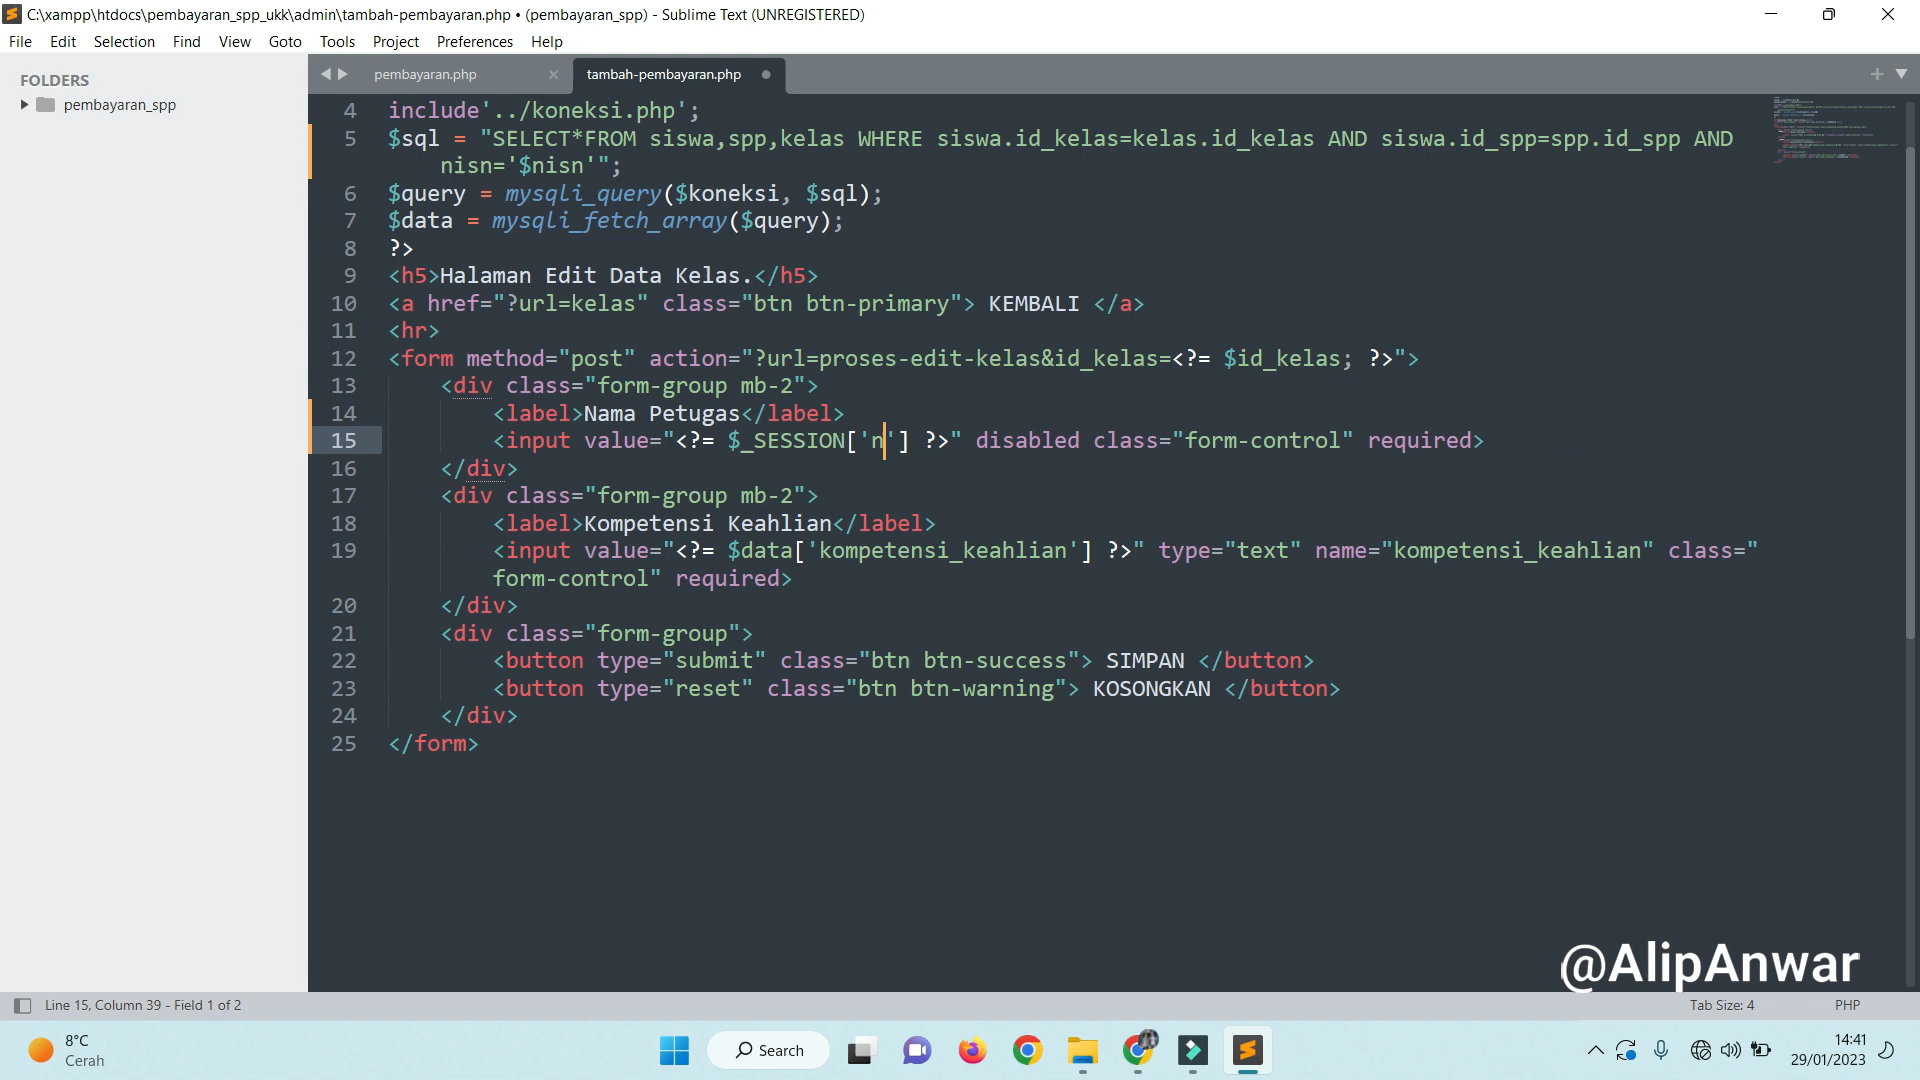 C:\xampp\htdocs\pembayaran_spp_ukk\admin\tambah-pembayaran.php • (pembayaran_spp) - Sublime Text (UNREGISTERED)
File Edit Selection Find View Goto Tools Project Preferences Help
FOLDERS
pembayaran_spp
pembayaran.php
tambah-pembayaran.php
4 include'../koneksi.php';
5 $sql = "SELECT*FROM siswa,spp,kelas WHERE siswa.id_kelas=kelas.id_kelas AND siswa.id_spp=spp.id_spp AND
nisn='$nisn'";
6 $query = mysqli_query($koneksi, $sql);
7 $data = mysqli_fetch_array($query);
8 ?>
9 <h5>Halaman Edit Data Kelas.</h5>
10 <a href="?url=kelas" class="btn btn-primary"> KEMBALI </a>
11 <hr>
12 <form method="post" action="?url=proses-edit-kelas&id_kelas=<?= $id_kelas; ?>">
13 <div class="form-group mb-2">
14 <label>Nama Petugas</label>
15 <input value="<?= $_SESSION['n'] ?>" disabled class="form-control" required>
16 </div>
17 <div class="form-group mb-2">
18 <label>Kompetensi Keahlian</label>
19 <input value="<?= $data['kompetensi_keahlian'] ?>" type="text" name="kompetensi_keahlian" class="
form-control" required>
20 </div>
21 <div class="form-group">
22 <button type="submit" class="btn btn-success"> SIMPAN </button>
23 <button type="reset" class="btn btn-warning"> KOSONGKAN </button>
24 </div>
25 </form>
@AlipAnwar
Line 15, Column 39 - Field 1 of 2
Tab Size: 4
PHP
8°C
Cerah
Search
14:41
29/01/2023